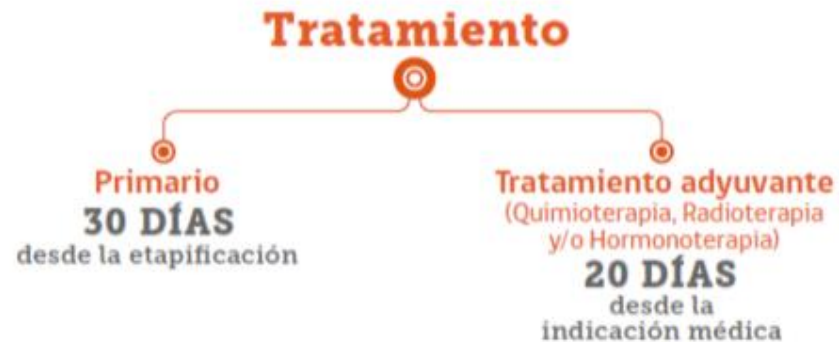 Tratamiento
Primario
30 DÍAS
desde la etapificación
Tratamiento adyuvante
(Quimioterapia, Radioterapia
y/o Hormonoterapia)
20 DÍAS
desde la
indicación médica